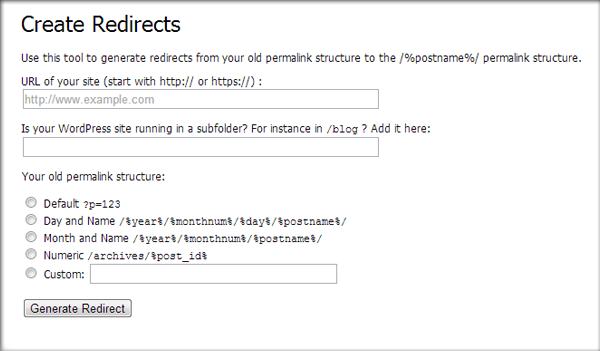 Create Redirects
Use this tool to generate redirects from your old permalink structure to the /%postname%/ permalink structure.
URL of your site (start with http:// or https://) :
http://www.example.com
Is your WordPress site running in a subfolder? For instance in /blog ? Add it here:
Your old permalink structure:
Default ?p=123
Day and Name /%year%/%monthnum%/%day%/%postname%/
Month and Name /%year%/%monthnum%/%postname%/
Numeric /archives/%post_id%
Custom:
Generate Redirect